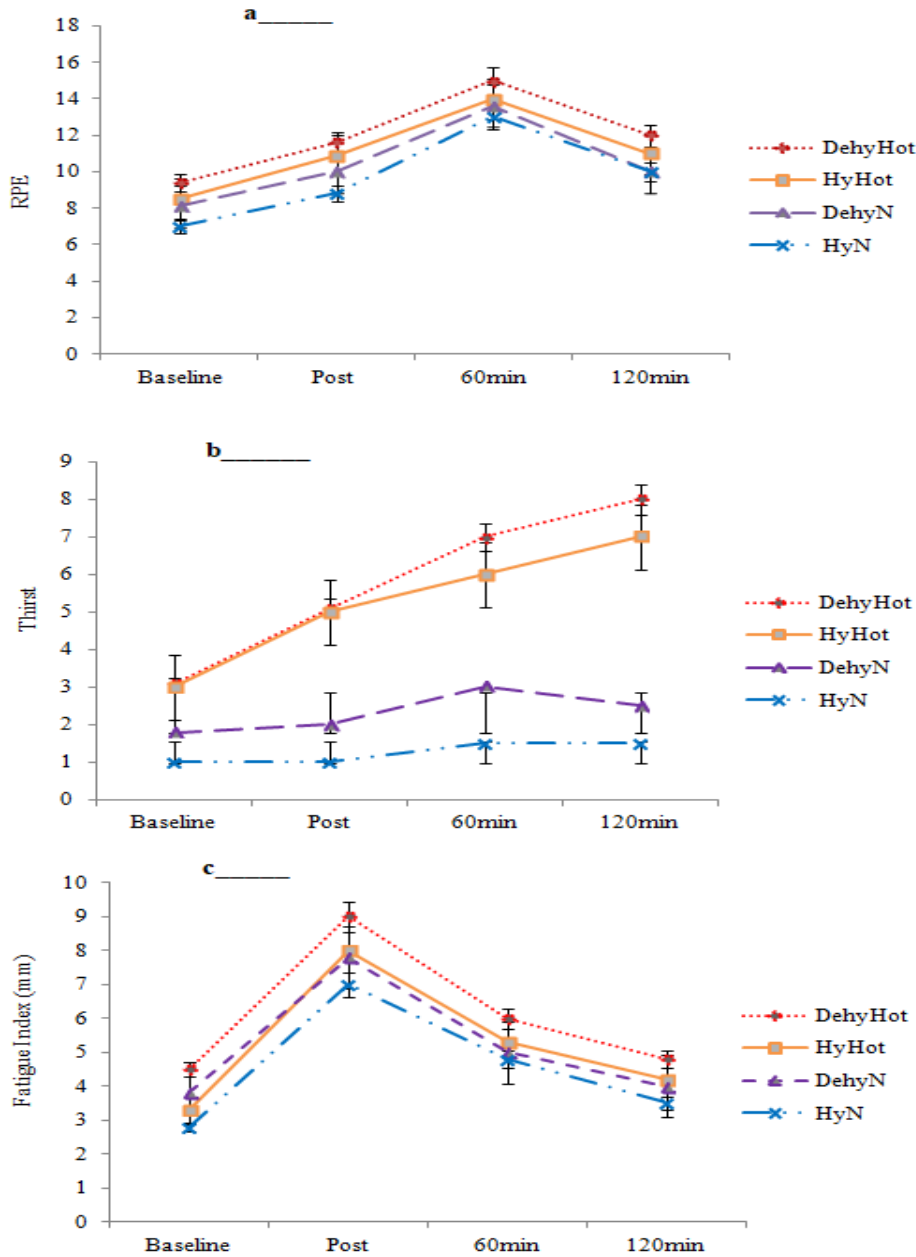 a_____
18
16
14
12
10
8
6
4
2
0
RPE
Baseline Post 60min 120min
DehyHot
HyHot
DehyN
HyN
b______
9
8
7
6
5
4
3
2
1
0
Thirst
Baseline Post 60min 120min
DehyHot
HyHot
DehyN
HyN
c_____
10
9
8
7
6
5
4
3
2
1
0
Fatigue Index (mm)
Baseline Post 60min 120min
DehyHot
HyHot
DehyN
HyN